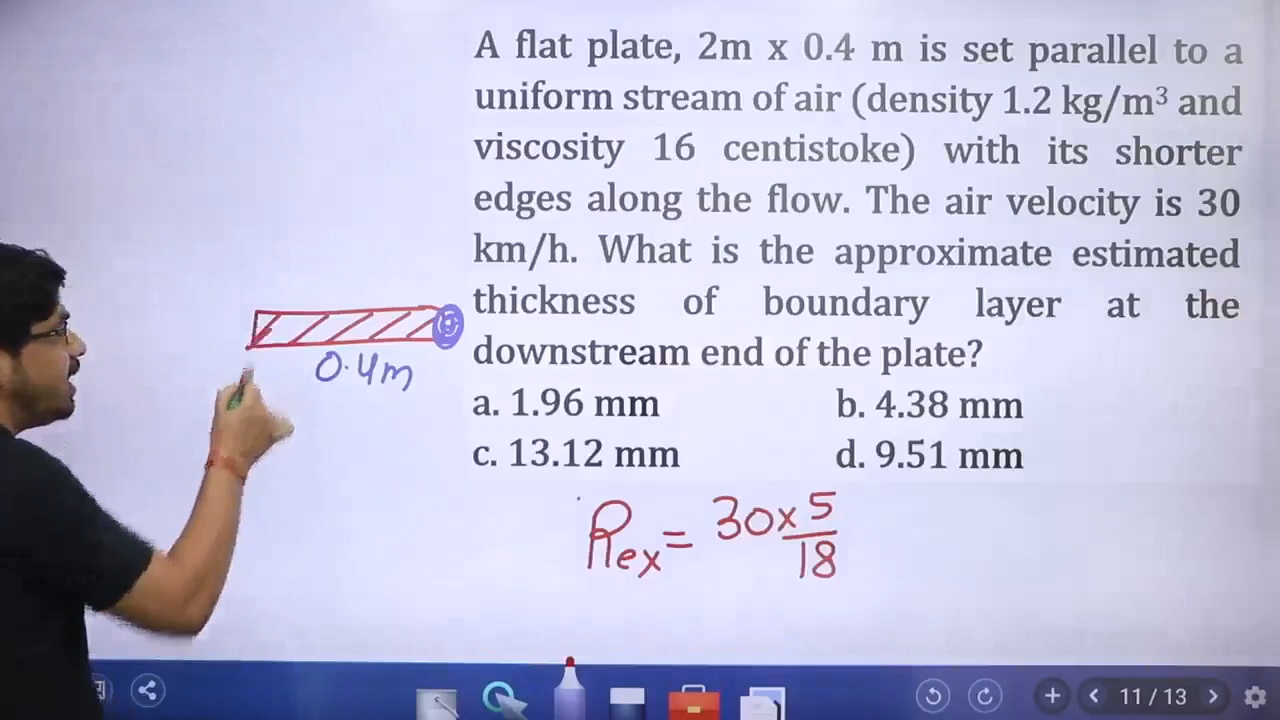 A flat plate, 2m x 0.4 m is set parallel to a
uniform stream of air (density 1.2 kg/m³ and
viscosity 16 centistoke) with its shorter
edges along the flow. The air velocity is 30
km/h. What is the approximate estimated
thickness of boundary layer at the
downstream end of the plate?
0.4m
a. 1.96 mm b. 4.38 mm
c. 13.12 mm d. 9.51 mm
Rex = 30 x 5/18
11 / 13